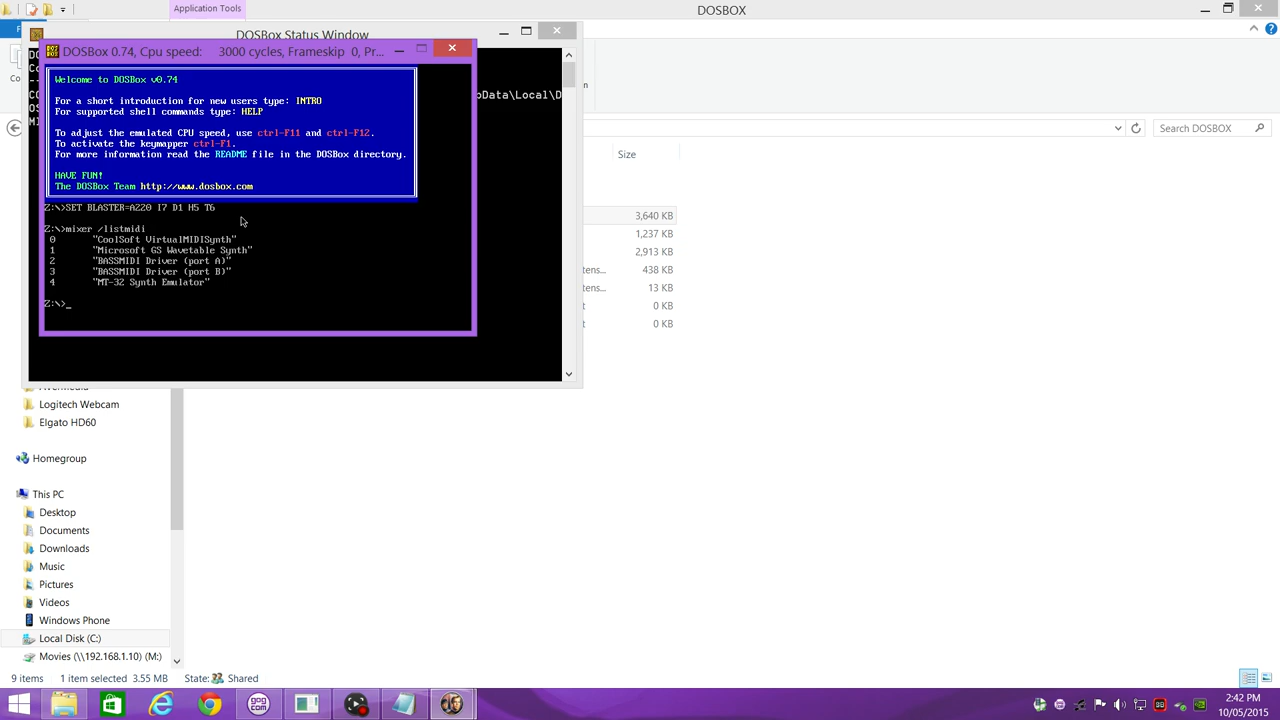 Application Tools
DOSBOX
DOSBox Status Window
DOSBox 0.74, Cpu speed: 3000 cycles, Frameskip 0, Pr...
Welcome to DOSBox v0.74
For a short introduction for new users type: INTRO
For supported shell commands type: HELP
To adjust the emulated CPU speed, use ctrl-F11 and ctrl-F12.
To activate the keymapper ctrl-F1.
For more information read the README file in the DOSBox directory.
HAVE FUN!
The DOSBox Team http://www.dosbox.com
Z:\>SET BLASTER=A220 I7 D1 H5 T6
Z:\>mixer /listmidi
0 "CoolSoft VirtualMIDISynth"
1 "Microsoft GS Wavetable Synth"
2 "BASSMIDI Driver (port A)"
3 "BASSMIDI Driver (port B)"
4 "MT-32 Synth Emulator"
Z:\>_
pData\Local\D
Search DOSBOX
Size
3,640 KB
1,237 KB
2,913 KB
tens... 438 KB
tens... 13 KB
t 0 KB
t 0 KB
Logitech Webcam
Elgato HD60
Homegroup
This PC
Desktop
Documents
Downloads
Music
Pictures
Videos
Windows Phone
Local Disk (C:)
Movies (\\192.168.1.10) (M:)
9 items 1 item selected 3.55 MB State: Shared
2:42 PM
10/05/2015